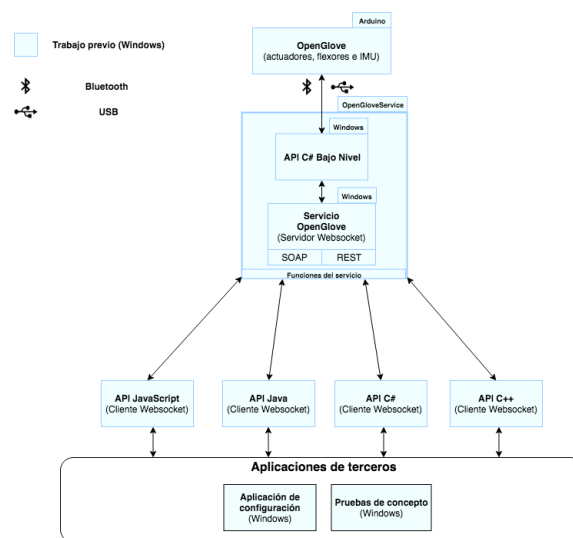 Arduino
Trabajo previo (Windows)
OpenGlove
(actuadores, flexores e IMU)
Bluetooth
USB
OpenGloveService
Windows
API C# Bajo Nivel
Windows
Servicio
OpenGlove
(Servidor Websocket)
SOAP REST
Funciones del servicio
API JavaScript
(Cliente Websocket)
API Java
(Cliente Websocket)
API C#
(Cliente Websocket)
API C++
(Cliente Websocket)
Aplicaciones de terceros
Aplicación de
configuración
(Windows)
Pruebas de concepto
(Windows)